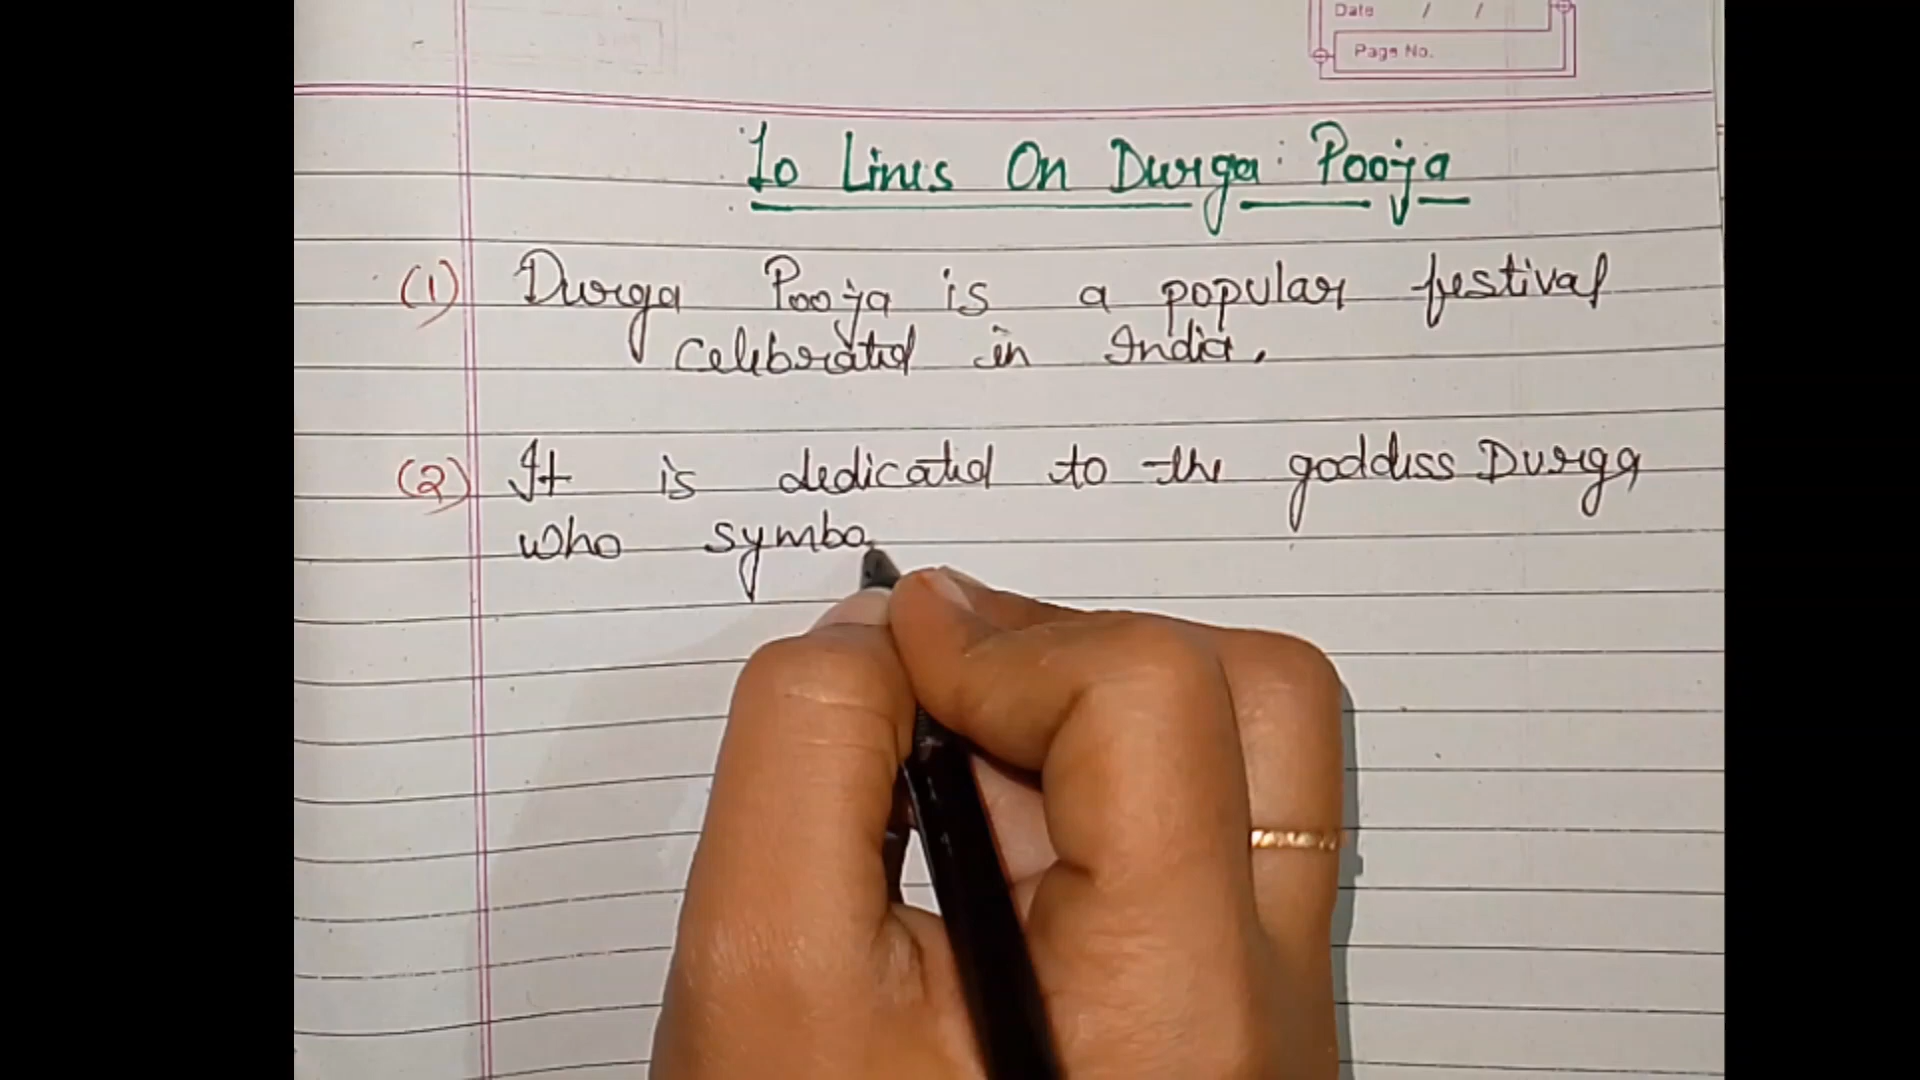 Date / /
Page No.
10 Lines On Durga Pooja
(1) Durga Pooja is a popular festival
celebrated in India.
(2) It is dedicated to the goddess Durga
who symbo